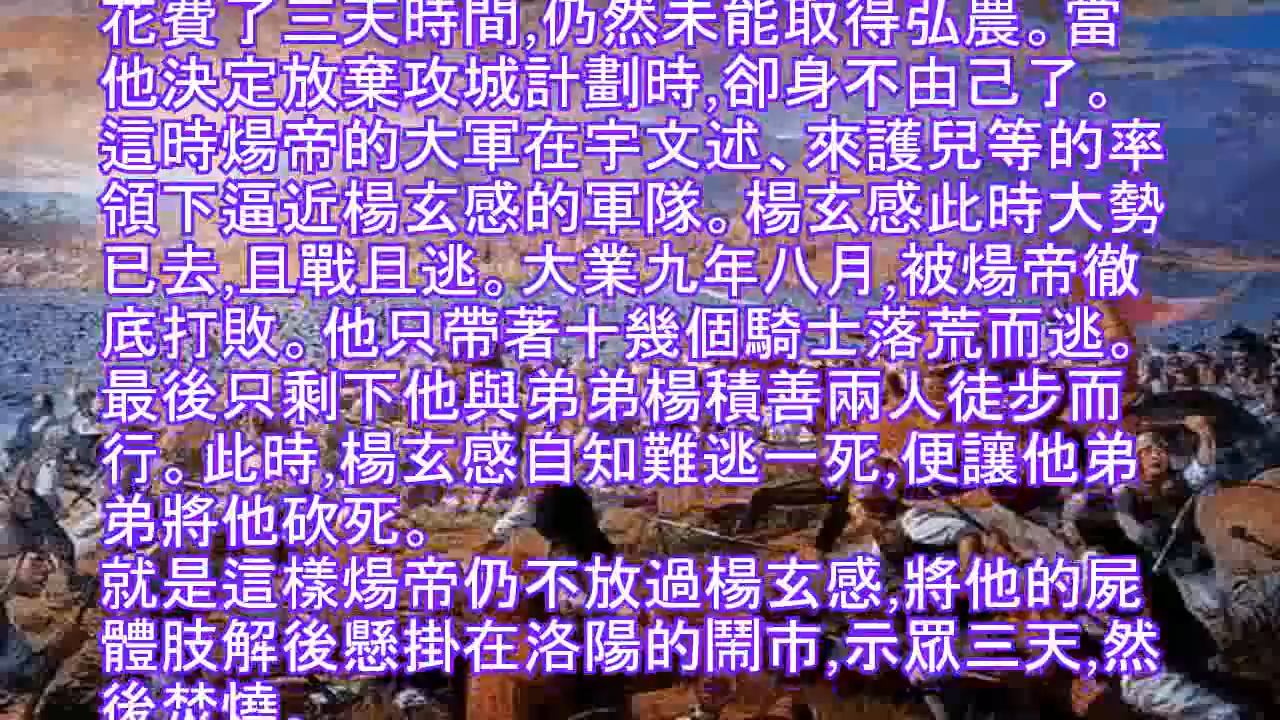 花費了三天時間,仍然未能取得弘農。當
他決定放棄攻城計劃時,卻身不由己了。
這時煬帝的大軍在宇文述、來護兒等的率
領下逼近楊玄感的軍隊。楊玄感此時大勢
已去,且戰且逃。大業九年八月,被煬帝徹
底打敗。他只帶著十幾個騎士落荒而逃。
最後只剩下他與弟弟楊積善兩人徒步而
行。此時,楊玄感自知難逃一死,便讓他弟
弟將他砍死。
就是這樣煬帝仍不放過楊玄感,將他的屍
體肢解後懸掛在洛陽的鬧市,示眾三天,然
後焚燒。